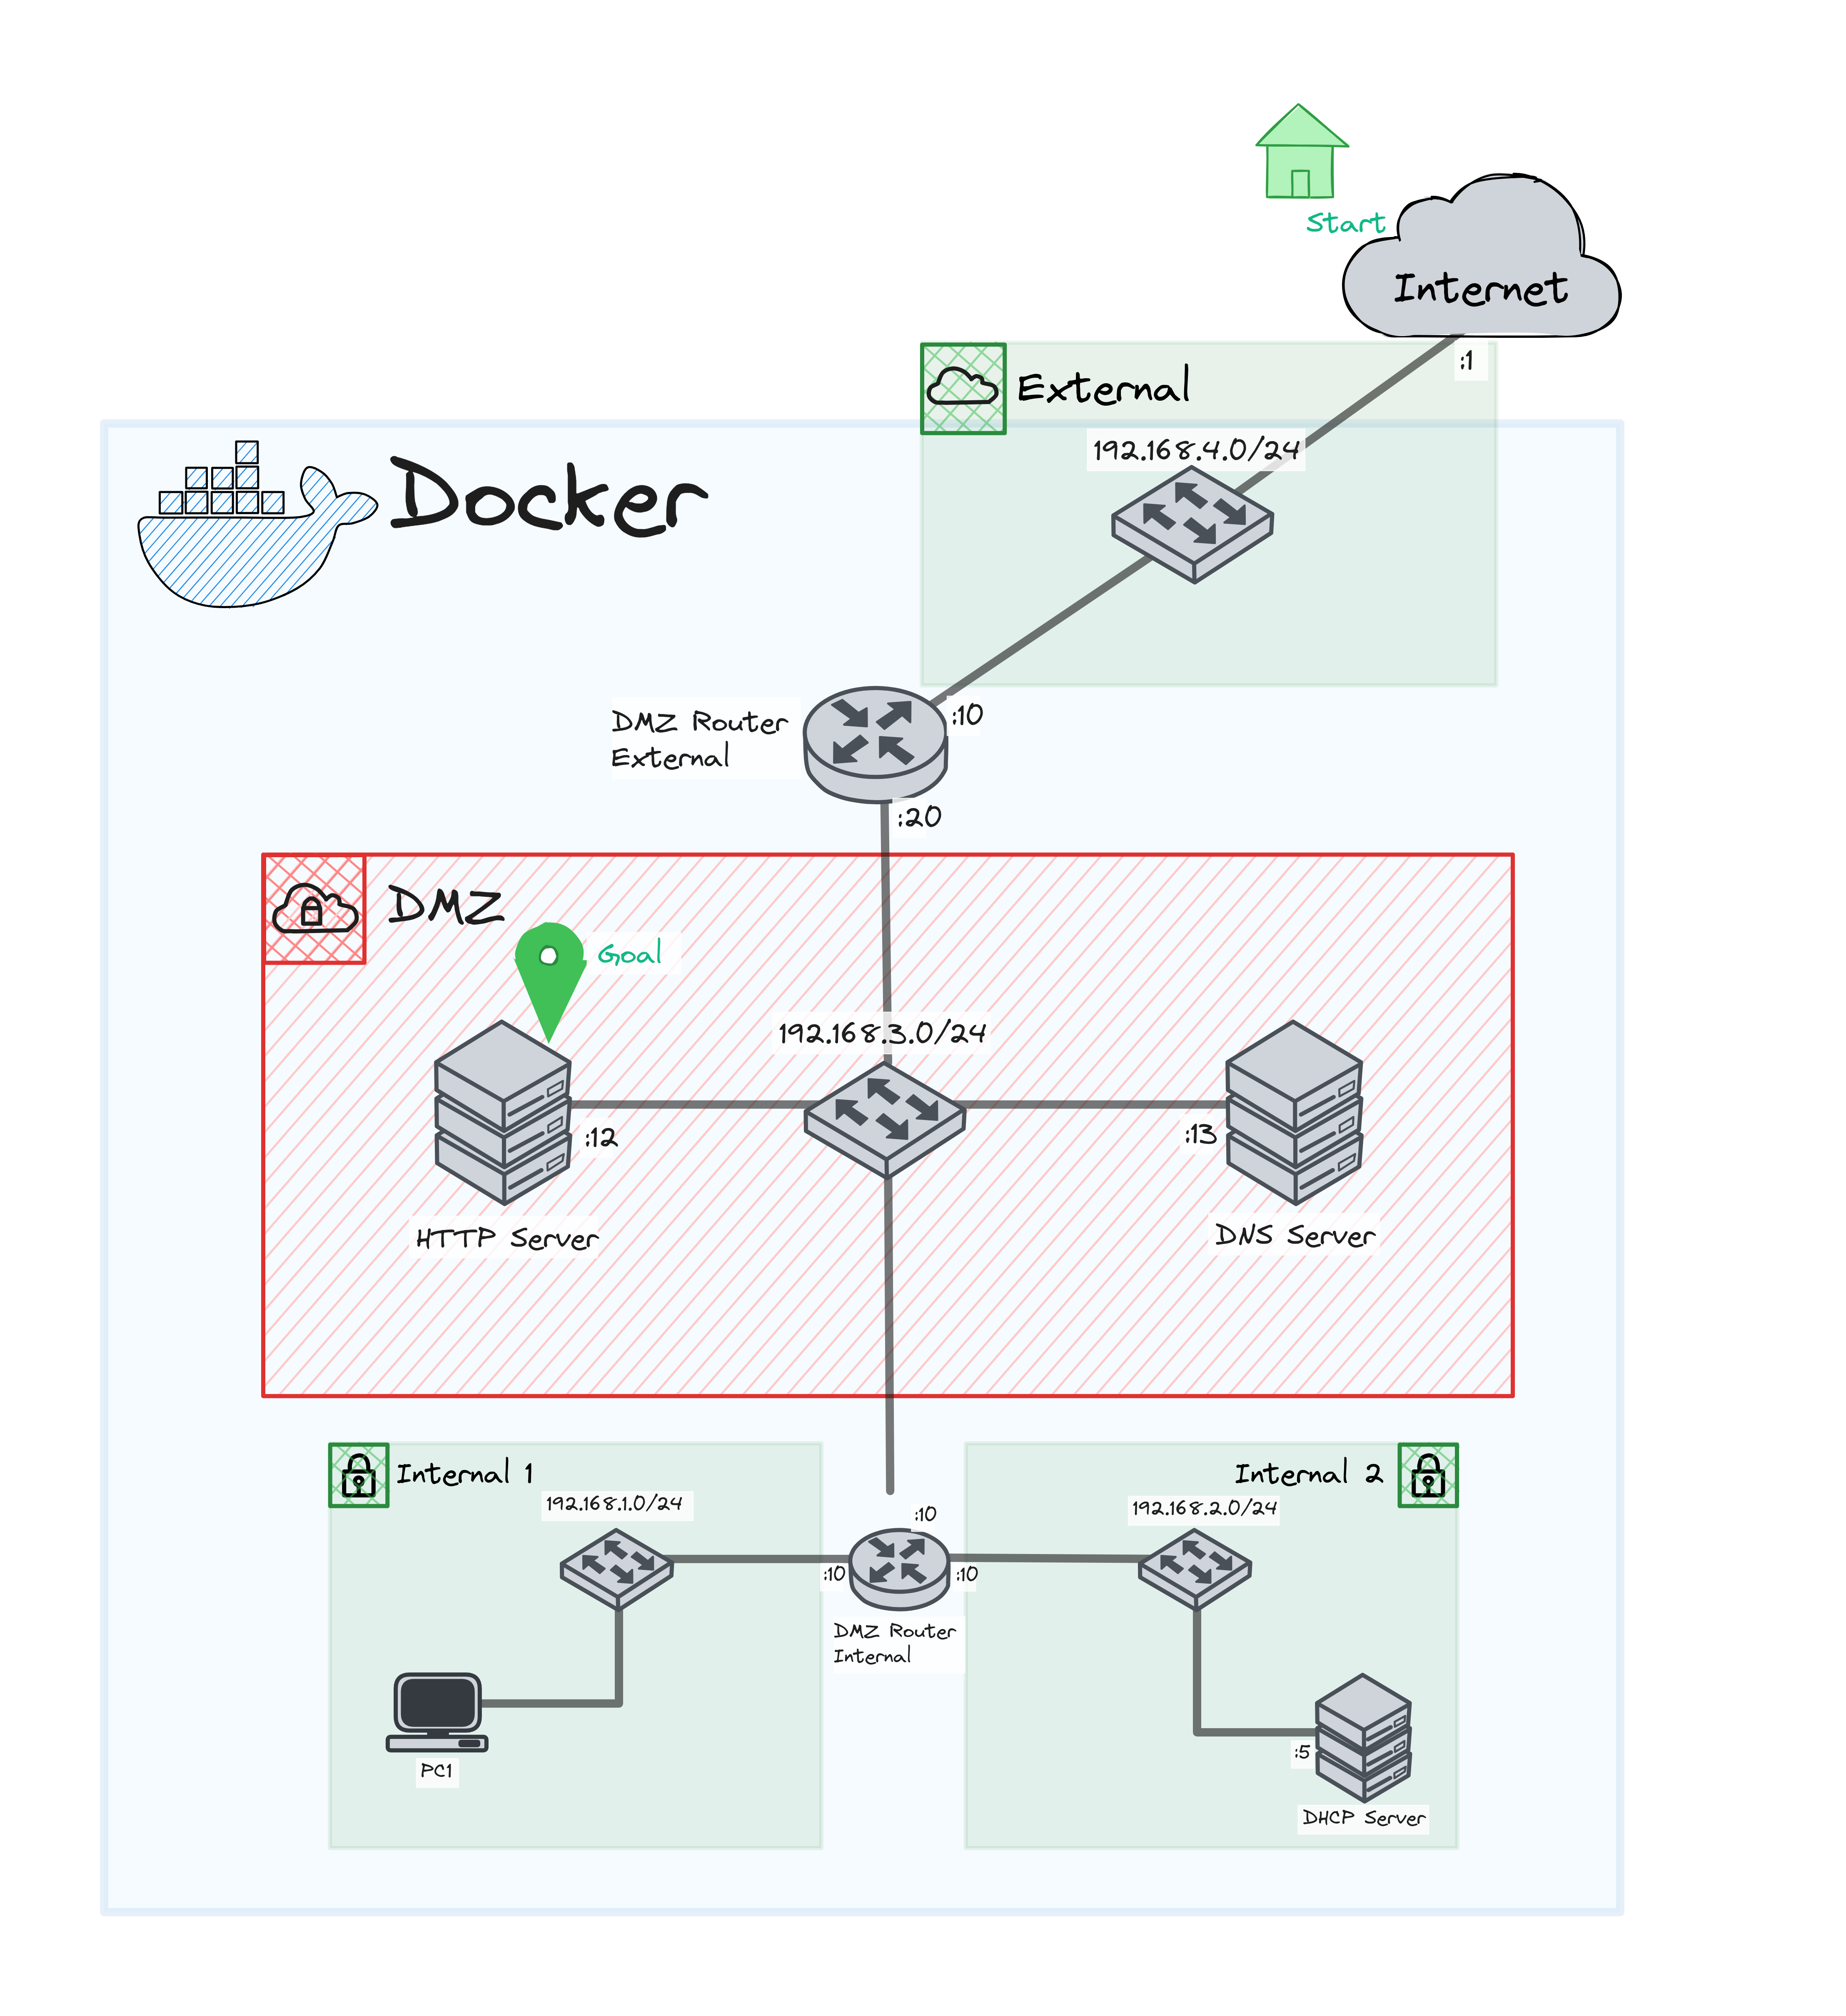 Start
Internet
:1
External
192.168.4.0/24
Docker
DMZ Router
External
:10
:20
DMZ
Goal
192.168.3.0/24
:12
:13
HTTP Server
DNS Server
Internal 1
192.168.1.0/24
Internal 2
192.168.2.0/24
:10
:10
:10
DMZ Router
Internal
PC1
:5
DHCP Server